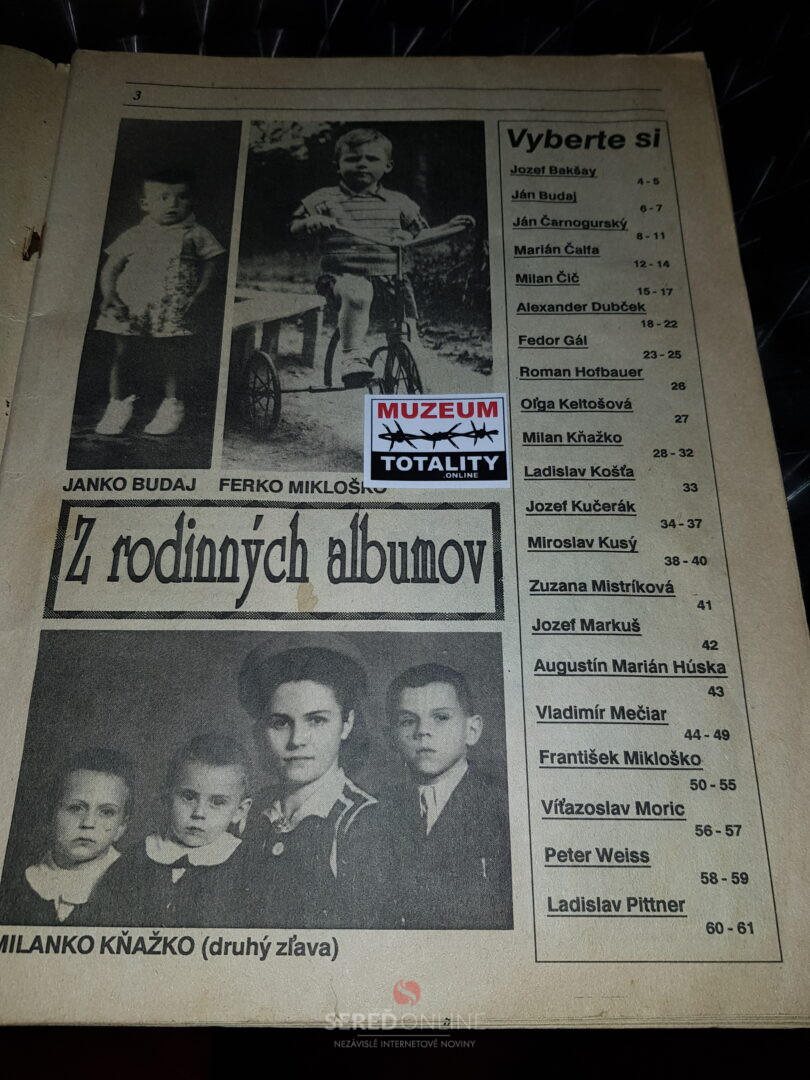 3
JANKO BUDAJ FERKO MIKLOŠKO
MUZEUM
TOTALITY
.ONLINE
Z rodinných albumov
MILANKO KŇAŽKO (druhý zľava)
Vyberte si
Jozef Bakšay
4 - 5
Ján Budaj
6 - 7
Ján Čarnogurský
8 - 11
Marián Čalfa
12 - 14
Milan Čič
15 - 17
Alexander Dubček
18 - 22
Fedor Gál
23 - 25
Roman Hofbauer
26
Oľga Keltošová
27
Milan Kňažko
28 - 32
Ladislav Košťa
33
Jozef Kučerák
34 - 37
Miroslav Kusý
38 - 40
Zuzana Mistríková
41
Jozef Markuš
42
Augustín Marián Húska
43
Vladimír Mečiar
44 - 49
František Mikloško
50 - 55
Víťazoslav Moric
56 - 57
Peter Weiss
58 - 59
Ladislav Pittner
60 - 61
SEREĎONLINE
NEZÁVISLÉ INTERNETOVÉ NOVINY